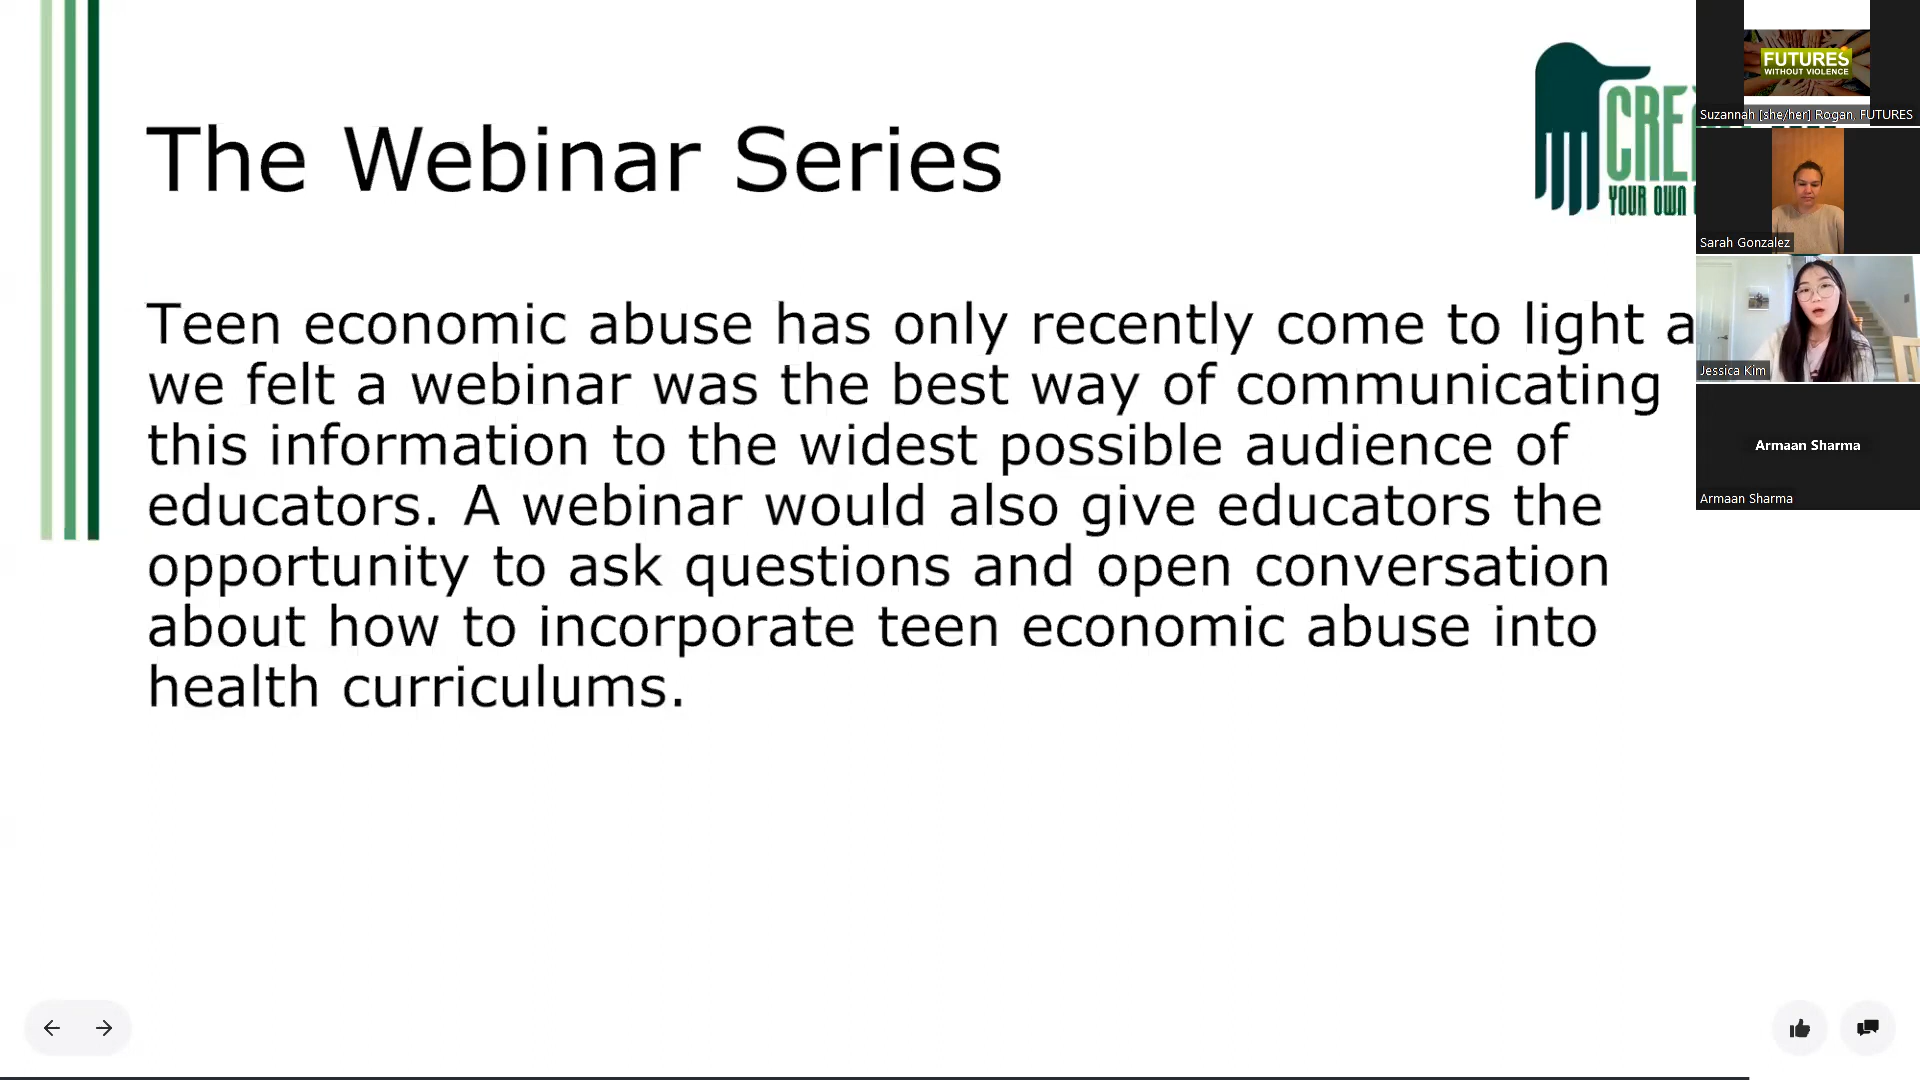 The Webinar Series
Teen economic abuse has only recently come to light a
we felt a webinar was the best way of communicating
this information to the widest possible audience of
educators. A webinar would also give educators the
opportunity to ask questions and open conversation
about how to incorporate teen economic abuse into
health curriculums.
CRE
YOUR OWN
FUTURES
WITHOUT VIOLENCE
Suzannah [she/her] Rogan, FUTURES
Sarah Gonzalez
Jessica Kim
Armaan Sharma
Armaan Sharma